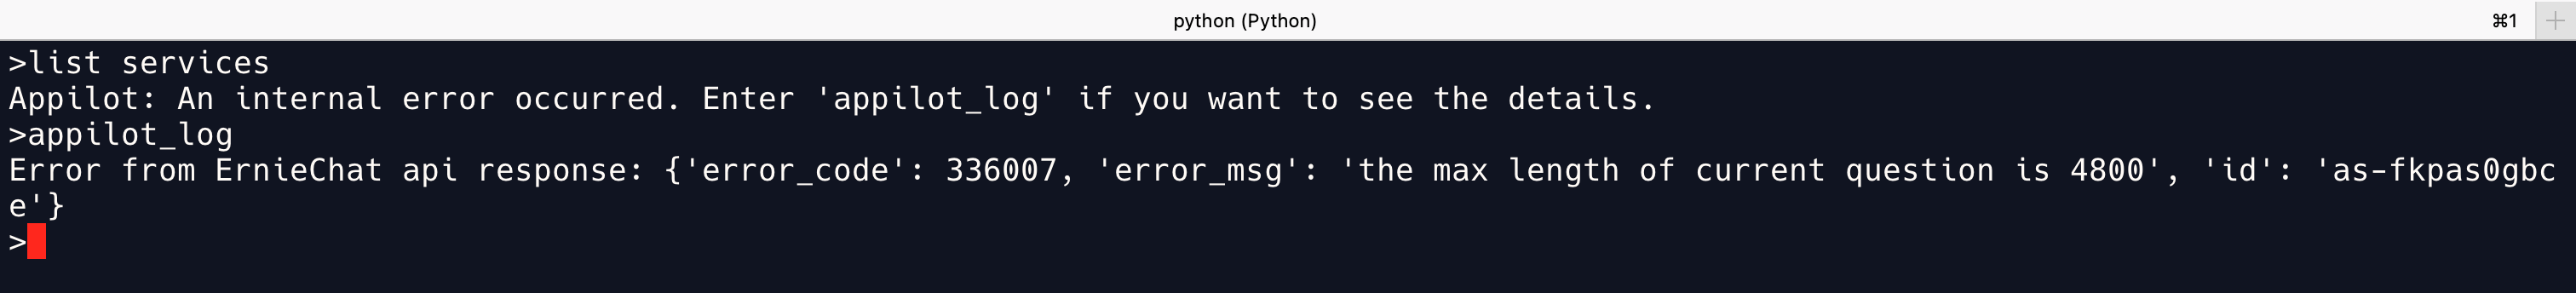 python (Python)
⌘1
>list services
Appilot: An internal error occurred. Enter 'appilot_log' if you want to see the details.
>appilot_log
Error from ErnieChat api response: {'error_code': 336007, 'error_msg': 'the max length of current question is 4800', 'id': 'as-fkpas0gbc
e'}
>